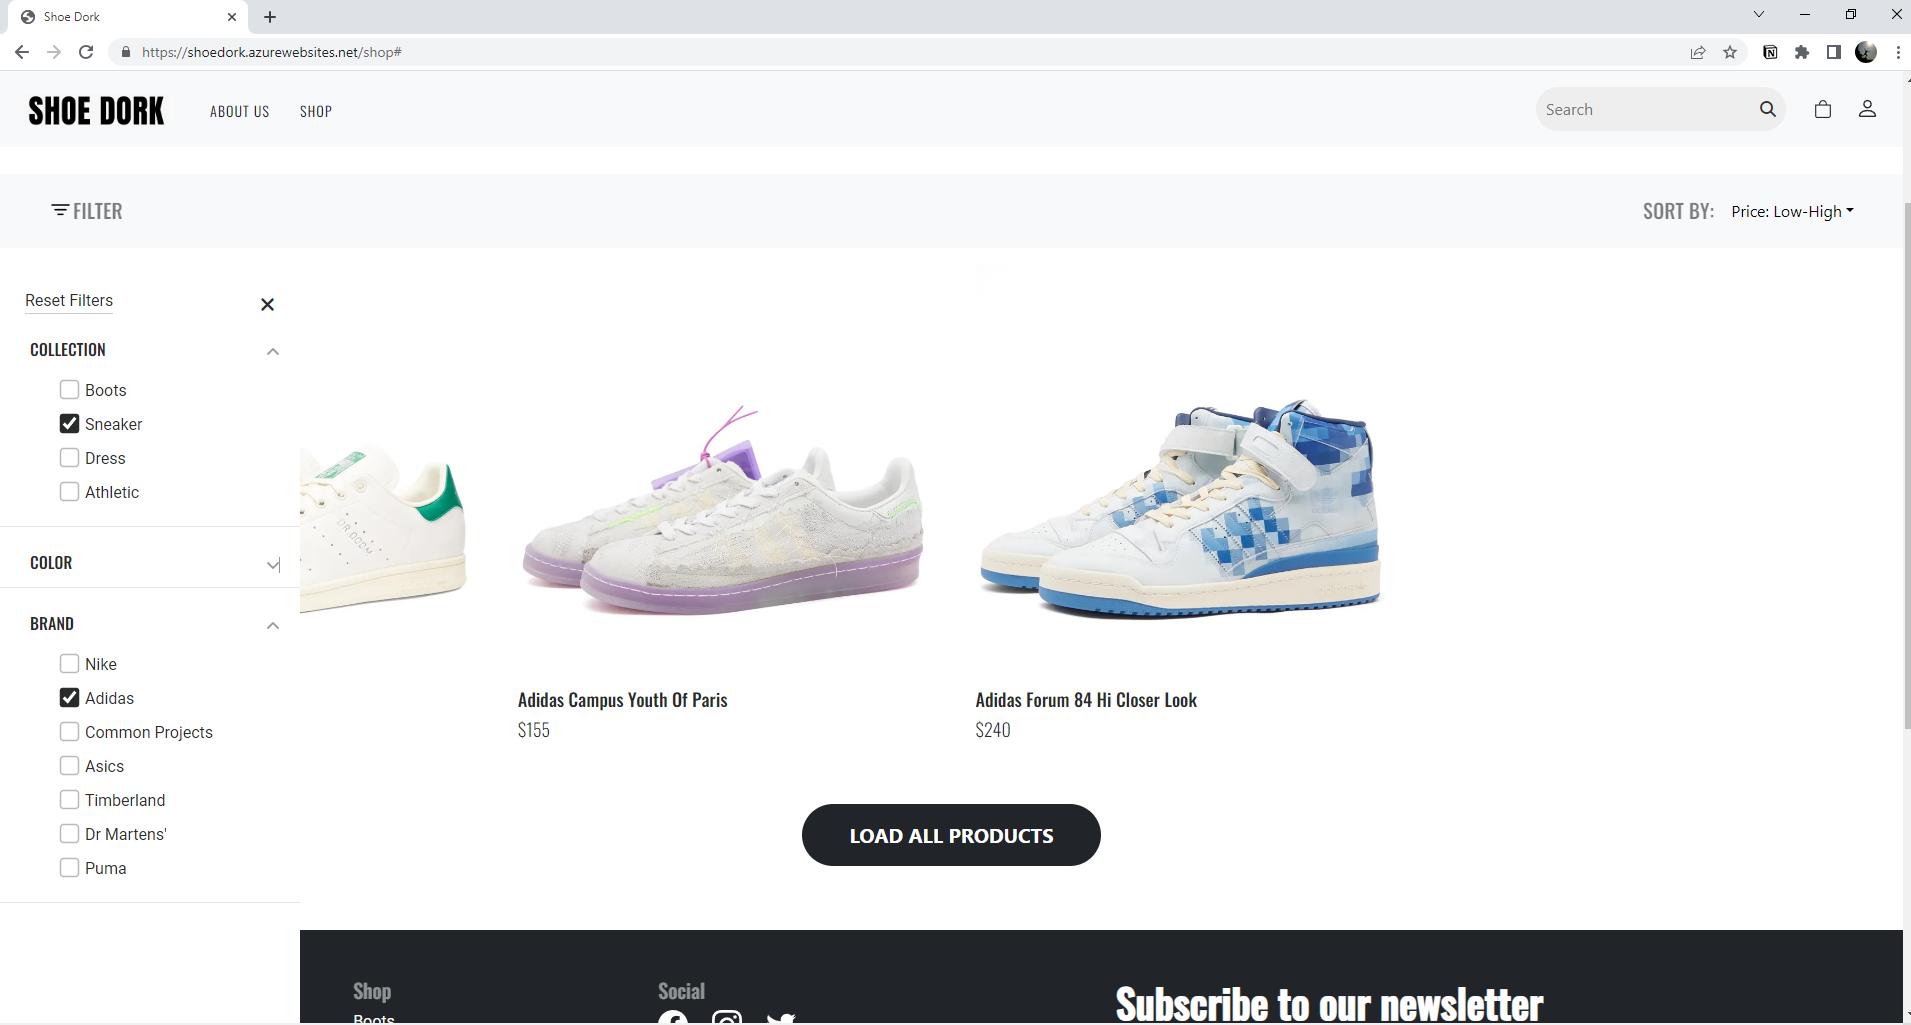 Shoe Dork
https://shoedork.azurewebsites.net/shop#
SHOE DORK
ABOUT US
SHOP
Search
FILTER
SORT BY:
Price: Low-High
Reset Filters
COLLECTION
Boots
Sneaker
Dress
Athletic
COLOR
BRAND
Nike
Adidas
Common Projects
Asics
Timberland
Dr Martens'
Puma
DR DOOM
Adidas Campus Youth Of Paris
$155
Adidas Forum 84 Hi Closer Look
$240
LOAD ALL PRODUCTS
Shop
Boots
Social
Subscribe to our newsletter